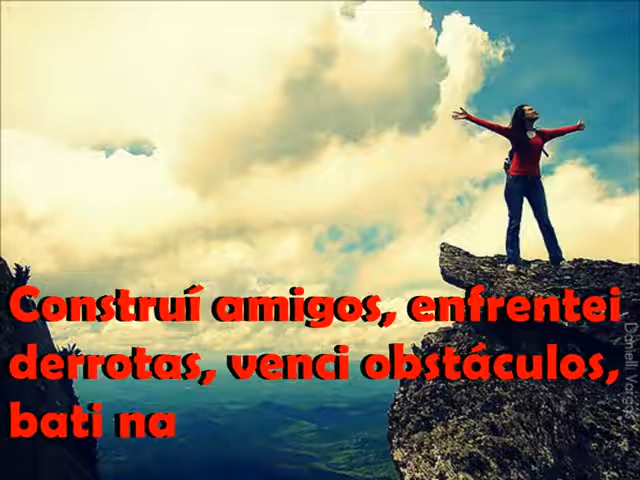 Construí amigos, enfrentei
derrotas, venci obstáculos,
bati na